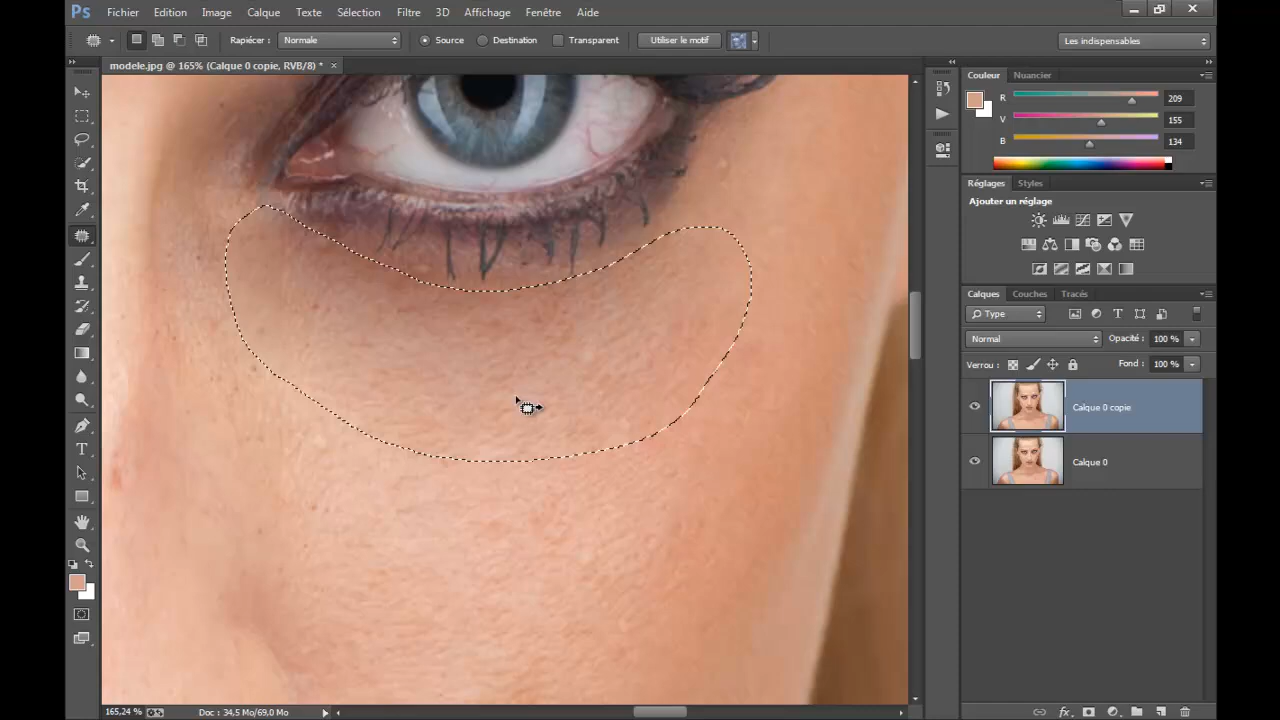 Ps Fichier Edition Image Calque Texte Sélection Filtre 3D Affichage Fenêtre Aide
Rapiécer : Normale Source Destination Transparent Utiliser le motif Les indispensables
modele.jpg @ 165% (Calque 0 copie, RVB/8) * ×
Couleur Nuancier
R 209
V 155
B 134
Réglages Styles
Ajouter un réglage
Calques Couches Tracés
Type
Normal Opacité : 100 %
Verrou : Fond : 100 %
Calque 0 copie
Calque 0
165,24 % Doc : 34,5 Mo/69,0 Mo